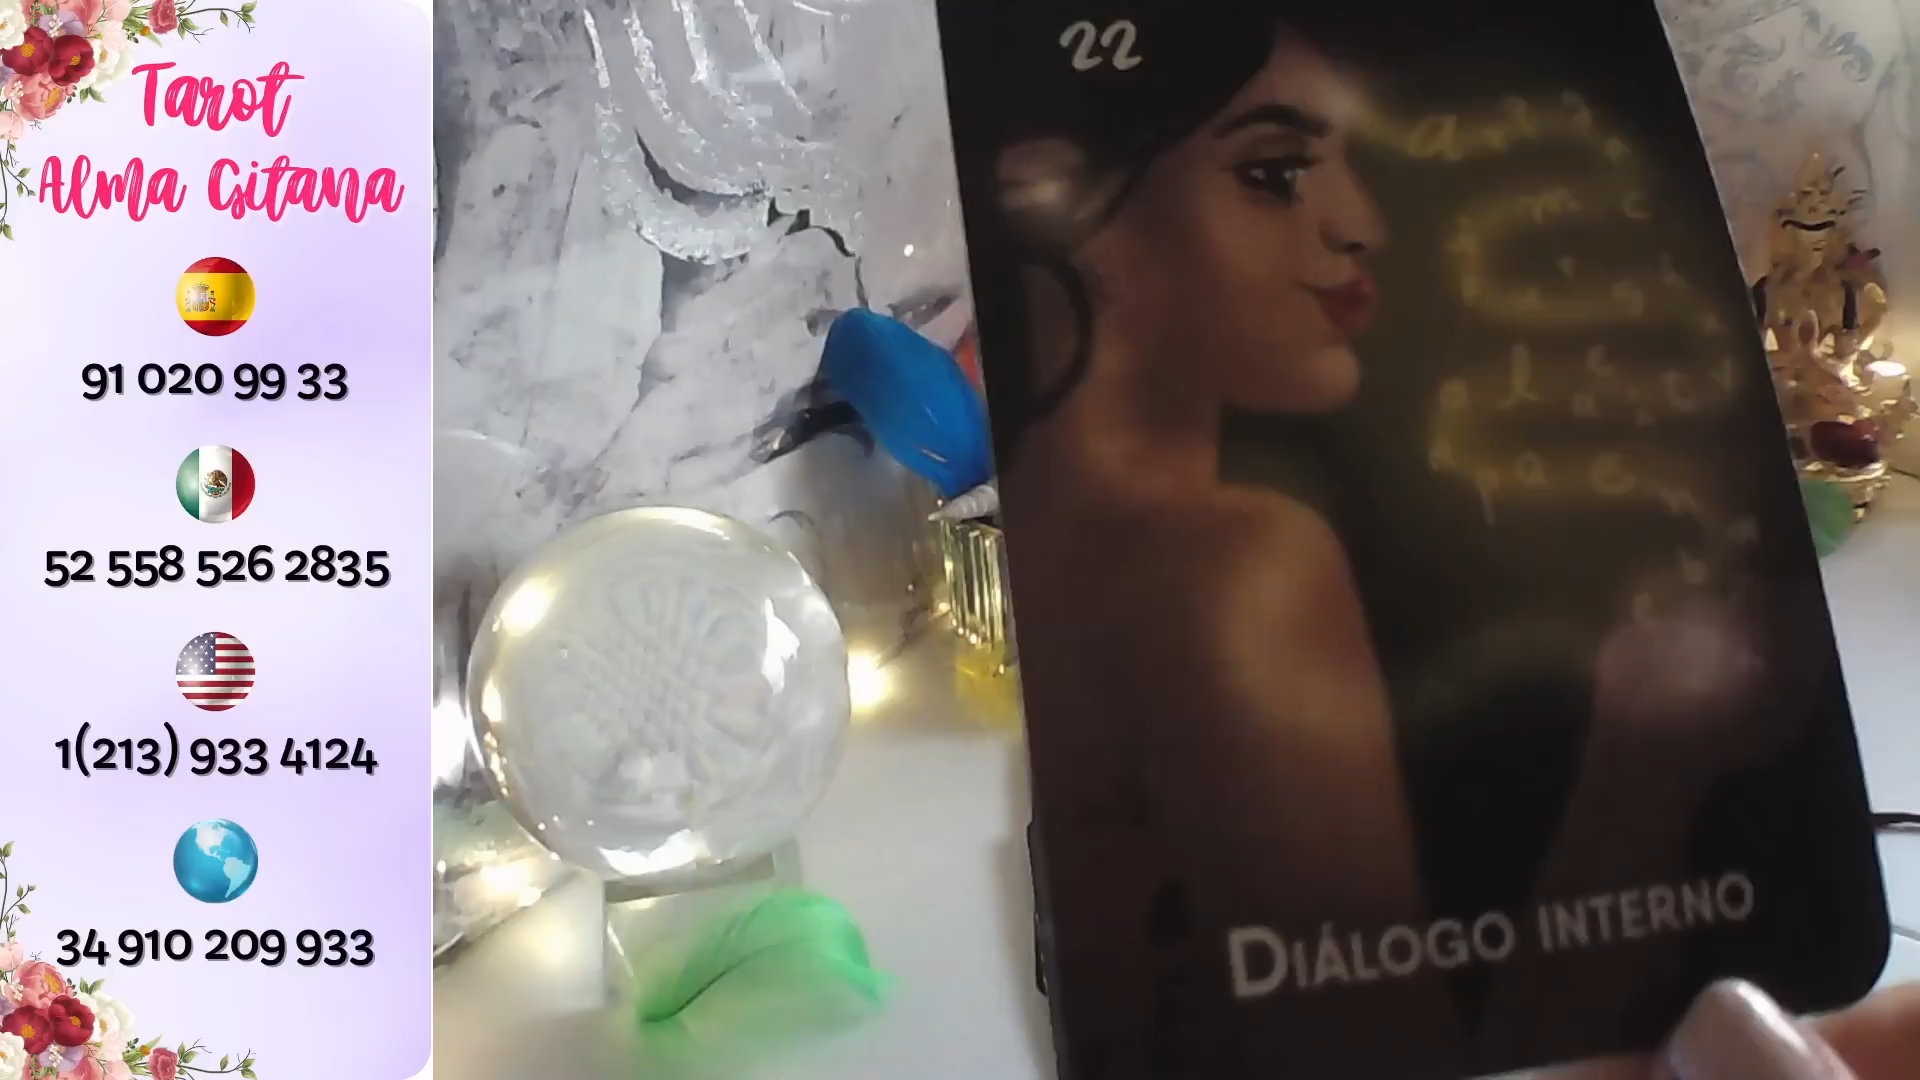 Tarot
Alma Gitana
91 020 99 33
52 558 526 2835
1(213) 933 4124
34 910 209 933
22
DIÁLOGO INTERNO